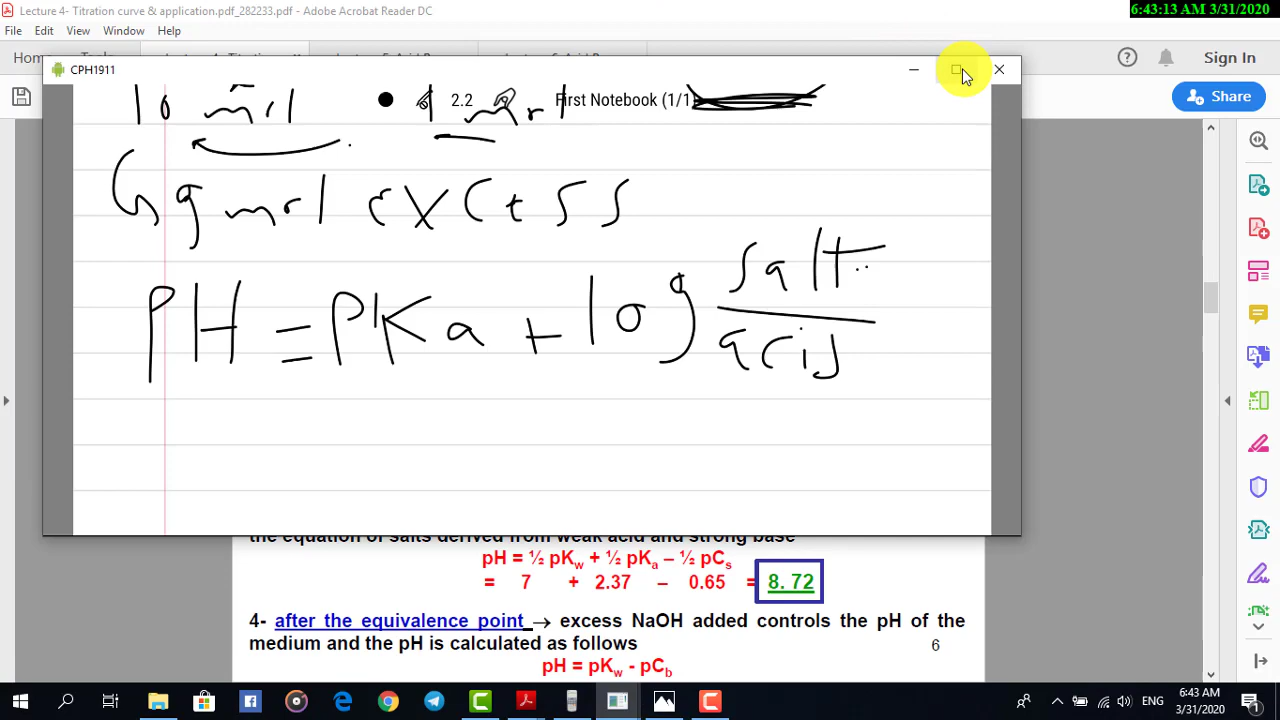 Lecture 4- Titration curve & application.pdf_282233.pdf - Adobe Acrobat Reader DC
6:43:13 AM 3/31/2020
File Edit View Window Help
Sign In
CPH1911
Share
2.2 First Notebook (1/1)
10 ml 1 ml
9 ml excess
PH = PKa + log salt / acid
the equation of salts derived from weak acid and strong base
pH = ½ pKw + ½ pKa – ½ pCs
= 7 + 2.37 – 0.65 = 8. 72
4- after the equivalence point → excess NaOH added controls the pH of the
medium and the pH is calculated as follows
6
pH = pKw - pCb
ENG
6:43 AM
3/31/2020